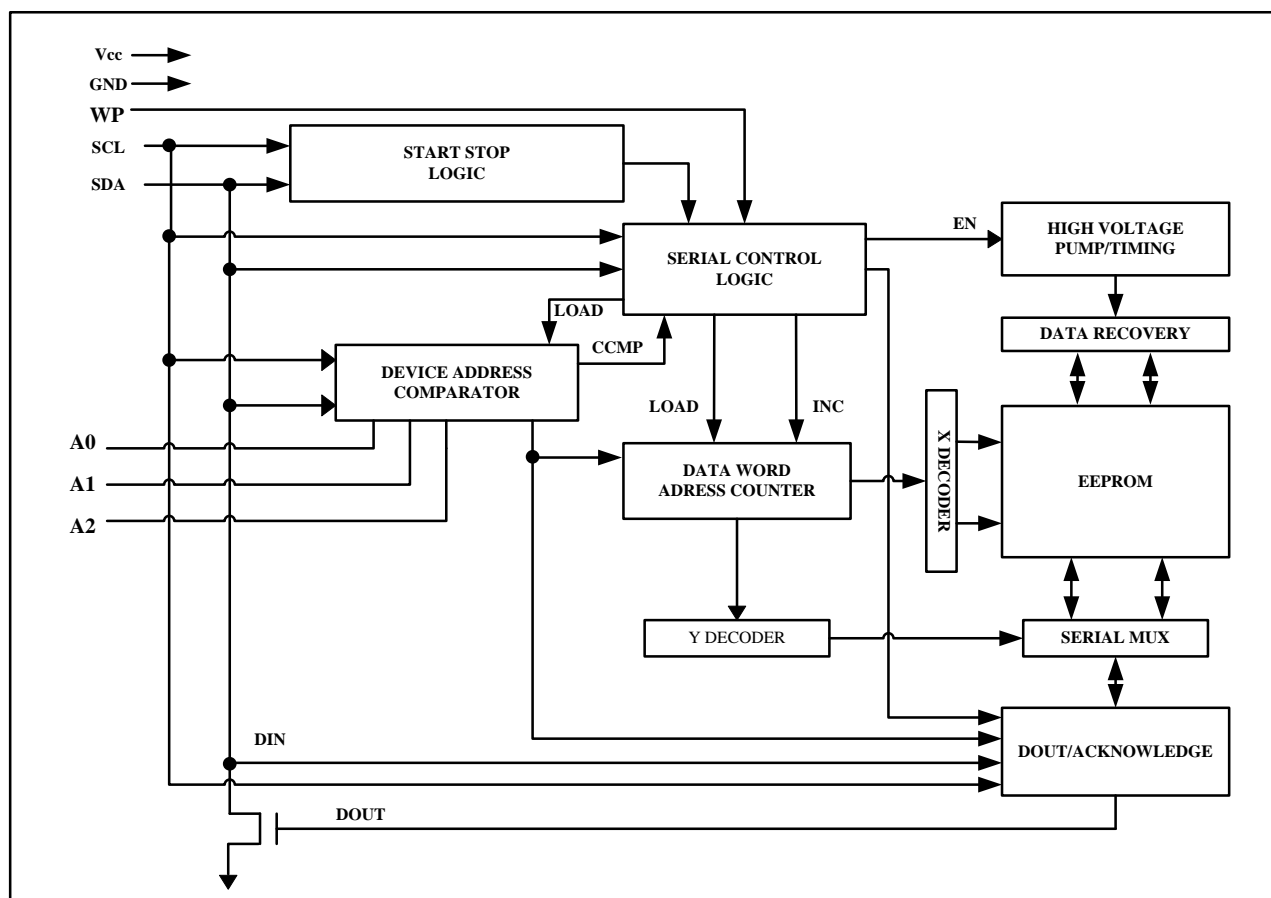 Vcc
GND
WP
SCL
SDA
START STOP
LOGIC
EN
HIGH VOLTAGE
PUMP/TIMING
SERIAL CONTROL
LOGIC
LOAD
CCMP
DATA RECOVERY
DEVICE ADDRESS
COMPARATOR
LOAD
INC
A0
A1
A2
DATA WORD
ADRESS COUNTER
X DECODER
EEPROM
Y DECODER
SERIAL MUX
DIN
DOUT/ACKNOWLEDGE
DOUT